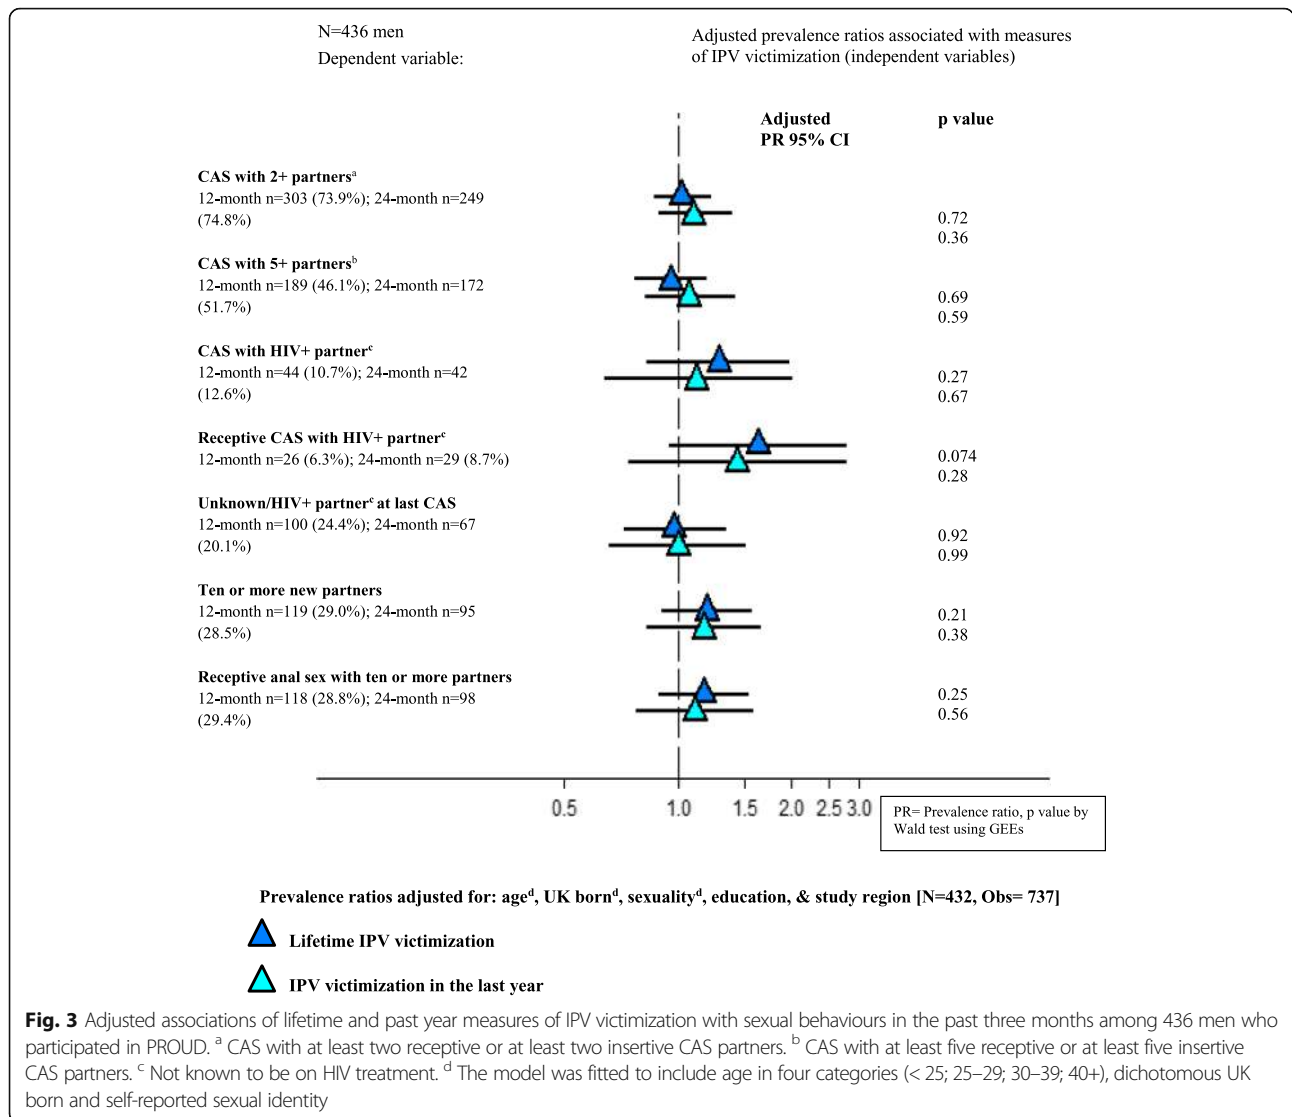 N=436 men
Dependent variable:
Adjusted prevalence ratios associated with measures
of IPV victimization (independent variables)
Adjusted
PR 95% CI
p value
CAS with 2+ partnersᵃ
12-month n=303 (73.9%); 24-month n=249
(74.8%)
0.72
0.36
CAS with 5+ partnersᵇ
12-month n=189 (46.1%); 24-month n=172
(51.7%)
0.69
0.59
CAS with HIV+ partnerᶜ
12-month n=44 (10.7%); 24-month n=42
(12.6%)
0.27
0.67
Receptive CAS with HIV+ partnerᶜ
12-month n=26 (6.3%); 24-month n=29 (8.7%)
0.074
0.28
Unknown/HIV+ partnerᶜ at last CAS
12-month n=100 (24.4%); 24-month n=67
(20.1%)
0.92
0.99
Ten or more new partners
12-month n=119 (29.0%); 24-month n=95
(28.5%)
0.21
0.38
Receptive anal sex with ten or more partners
12-month n=118 (28.8%); 24-month n=98
(29.4%)
0.25
0.56
0.5 1.0 1.5 2.0 2.5 3.0
PR= Prevalence ratio, p value by
Wald test using GEEs
Prevalence ratios adjusted for: ageᵈ, UK bornᵈ, sexualityᵈ, education, & study region [N=432, Obs= 737]
Lifetime IPV victimization
IPV victimization in the last year
Fig. 3 Adjusted associations of lifetime and past year measures of IPV victimization with sexual behaviours in the past three months among 436 men who
participated in PROUD. ᵃ CAS with at least two receptive or at least two insertive CAS partners. ᵇ CAS with at least five receptive or at least five insertive
CAS partners. ᶜ Not known to be on HIV treatment. ᵈ The model was fitted to include age in four categories (< 25; 25–29; 30–39; 40+), dichotomous UK
born and self-reported sexual identity